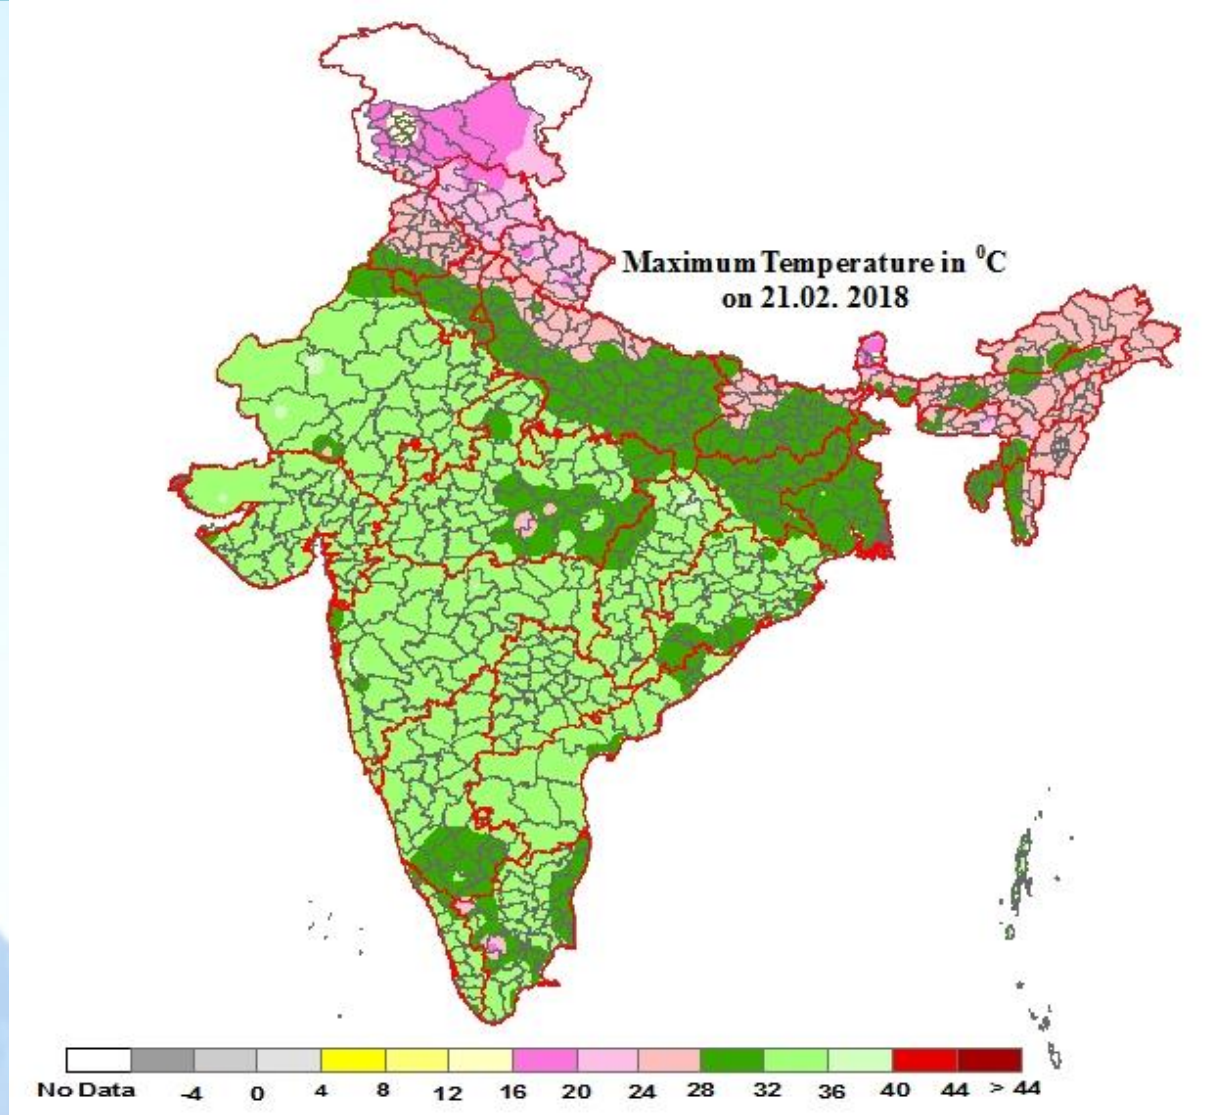 Maximum Temperature in ⁰C
on 21.02. 2018
No Data -4 0 4 8 12 16 20 24 28 32 36 40 44 > 44